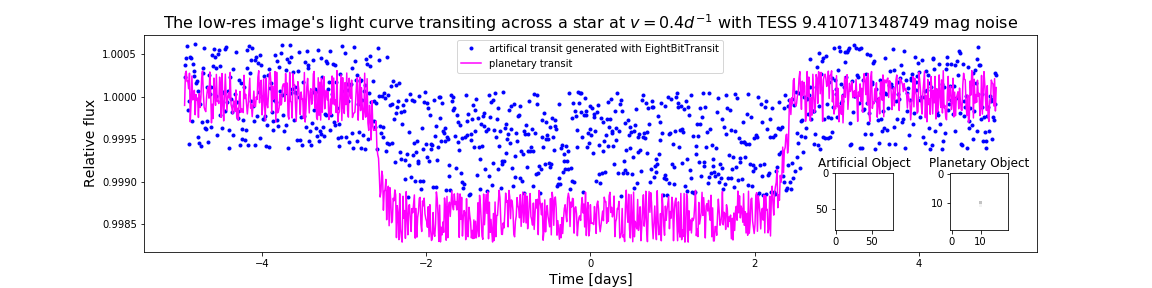 The low-res image's light curve transiting across a star at v = 0.4d⁻¹ with TESS 9.41071348749 mag noise
artifical transit generated with EightBitTransit
planetary transit
Relative flux
1.0005
1.0000
0.9995
0.9990
0.9985
Artificial Object
Planetary Object
0
50
0
50
0
10
0
10
−4
−2
0
2
4
Time [days]